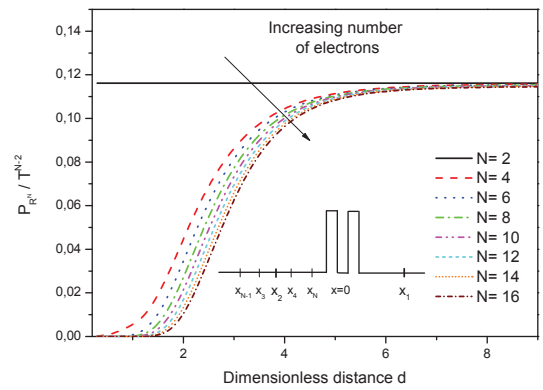 0,14
0,12
0,10
0,08
0,06
0,04
0,02
0,00
P_{R^N} / T^{N-2}
Increasing number
of electrons
N= 2
N= 4
N= 6
N= 8
N= 10
N= 12
N= 14
N= 16
x_{N-1} x_3 x_2 x_4 x_N x=0 x_1
2 4 6 8
Dimensionless distance d